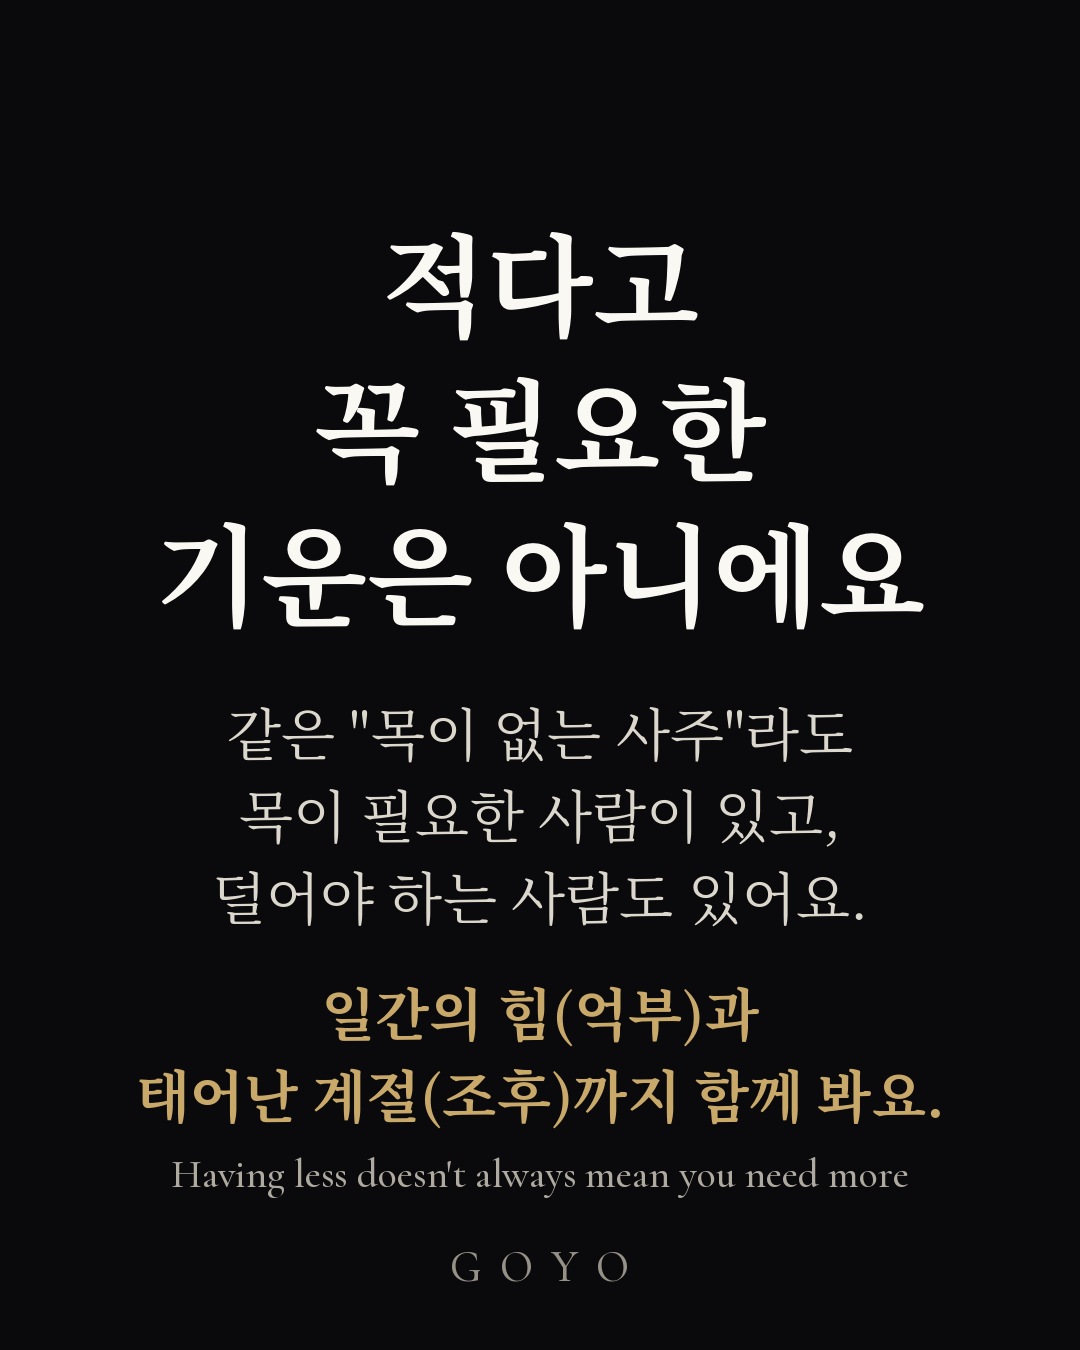 적다고
꼭 필요한
기운은 아니에요
같은 "목이 없는 사주"라도
목이 필요한 사람이 있고,
덜어야 하는 사람도 있어요.
일간의 힘(억부)과
태어난 계절(조후)까지 함께 봐요.
Having less doesn't always mean you need more
GOYO